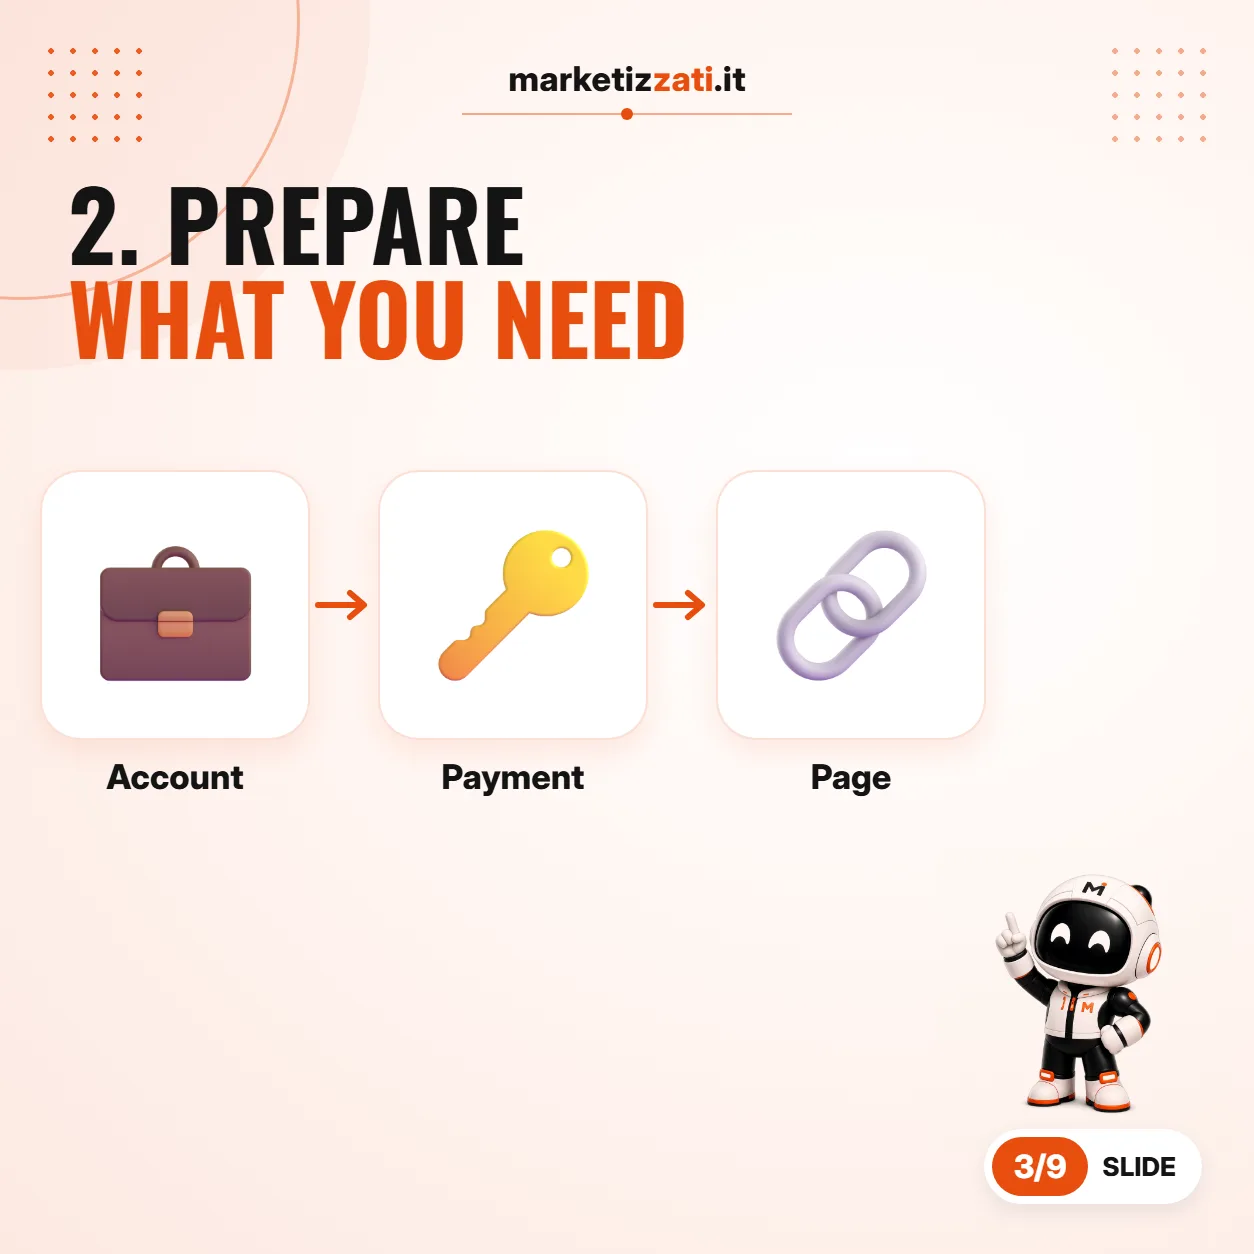 marketizzati.it
2. PREPARE
WHAT YOU NEED
Account
Payment
Page
M
M
3/9 SLIDE